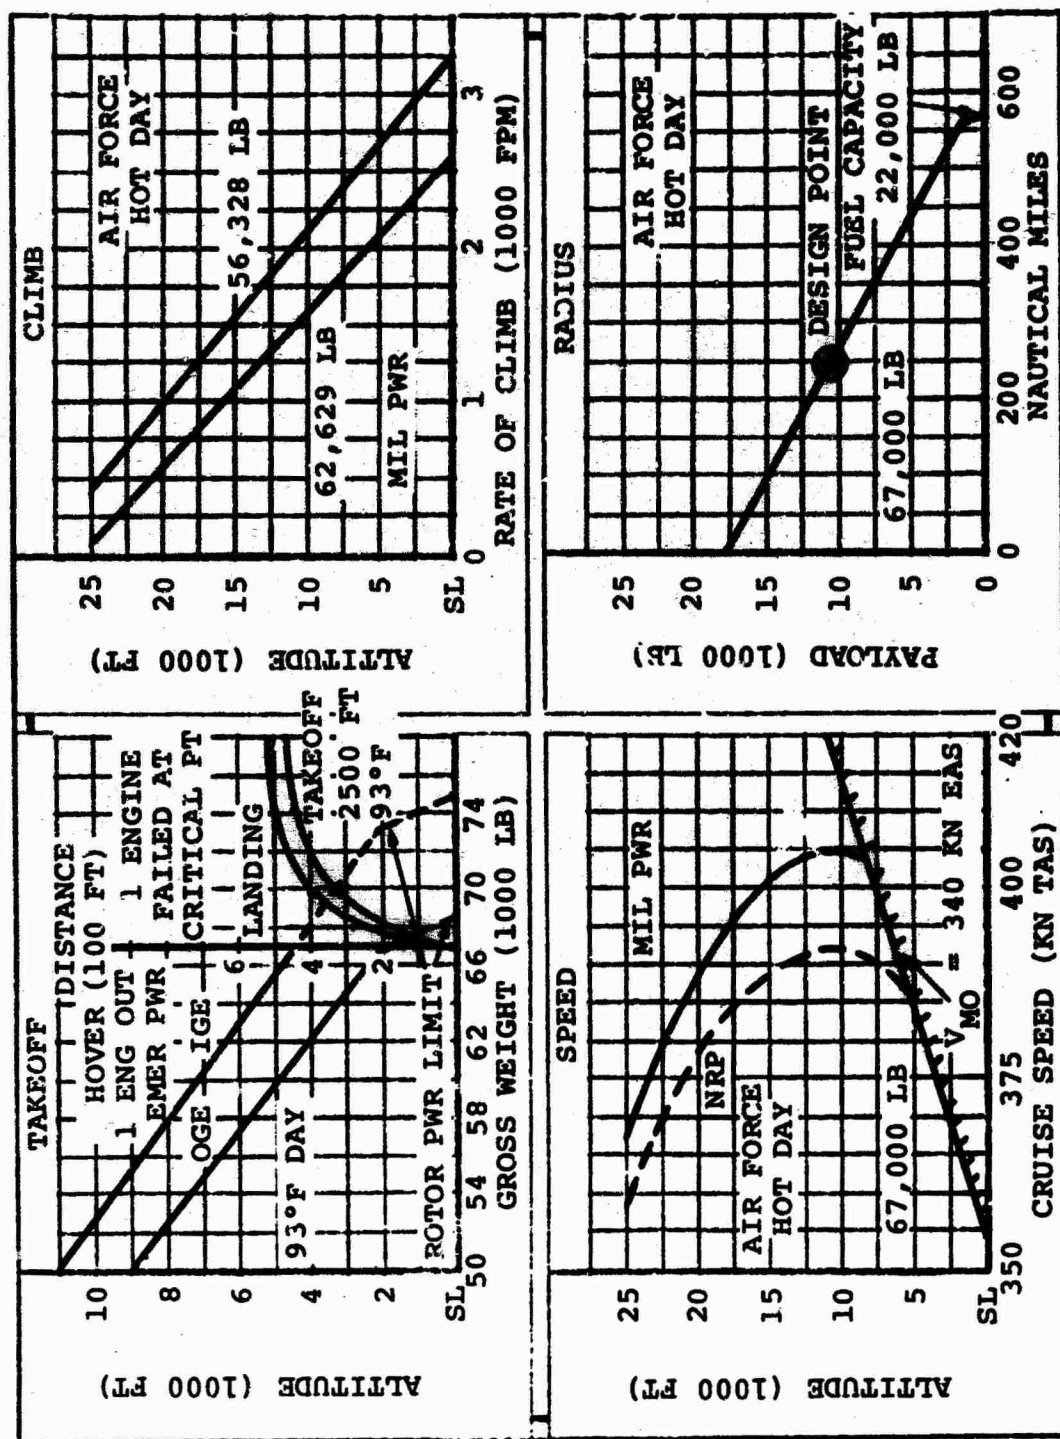 TAKEOFF
HOVER
1 ENG OUT
EMER PWR
DISTANCE
(100 FT)
1 ENGINE
FAILED AT
CRITICAL PT
OGE
IGE
LANDING
TAKEOFF
2500 FT
93°F
93°F DAY
ROTOR PWR LIMIT
6
4
2
10
8
6
4
2
SL
ALTITUDE (1000 FT)
50 54 58 62 66 70 74
GROSS WEIGHT (1000 LB)
CLIMB
AIR FORCE
HOT DAY
56,328 LB
62,629 LB
MIL PWR
25
20
15
10
5
SL
ALTITUDE (1000 FT)
0 1 2 3
RATE OF CLIMB (1000 FPM)
SPEED
MIL PWR
NRP
AIR FORCE
HOT DAY
67,000 LB
VMO = 340 KN EAS
25
20
15
10
5
SL
ALTITUDE (1000 FT)
350 375 400 420
CRUISE SPEED (KN TAS)
RADIUS
AIR FORCE
HOT DAY
DESIGN POINT
FUEL CAPACITY
22,000 LB
67,000 LB
25
20
15
10
5
0
PAYLOAD (1000 LB)
0 200 400 600
NAUTICAL MILES